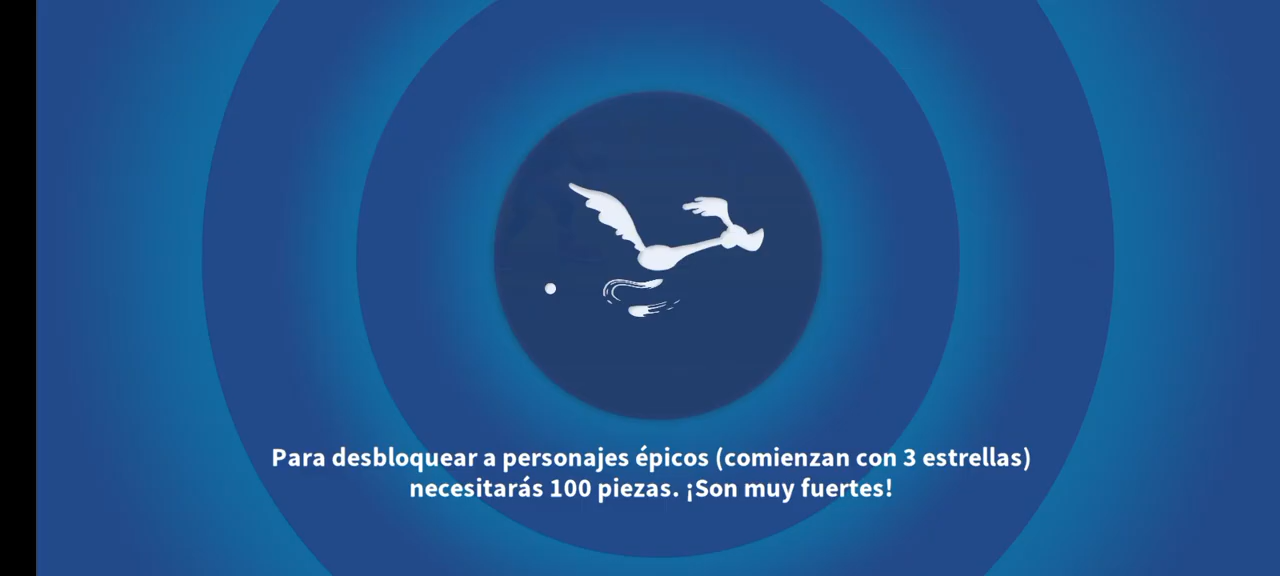 Para desbloquear a personajes épicos (comienzan con 3 estrellas)
necesitarás 100 piezas. ¡Son muy fuertes!